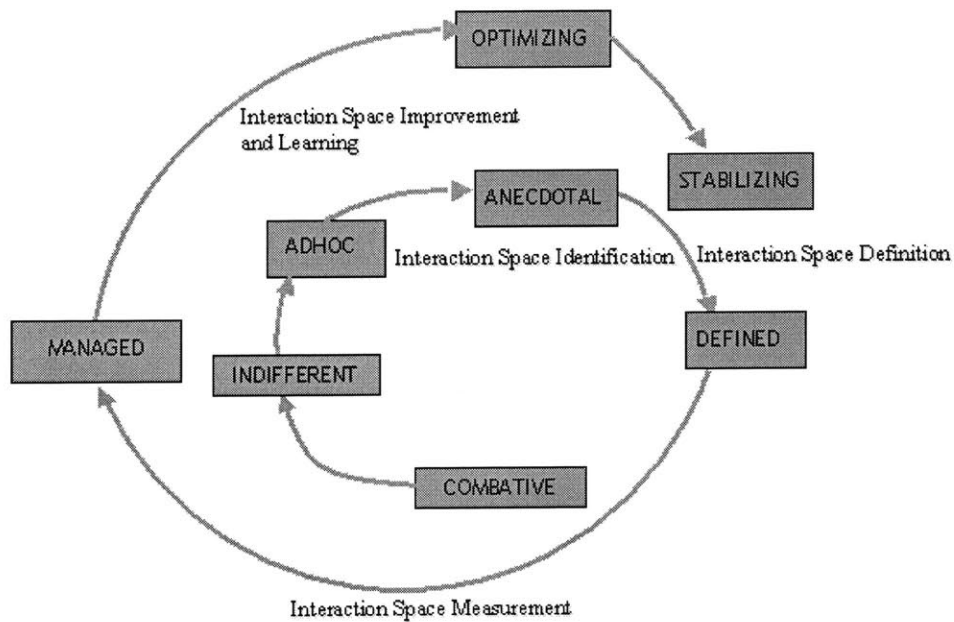 OPTIMIZING
Interaction Space Improvement
and Learning
STABILIZING
ANECDOTAL
ADHOC
Interaction Space Identification
Interaction Space Definition
MANAGED
DEFINED
INDIFFERENT
COMBATIVE
Interaction Space Measurement